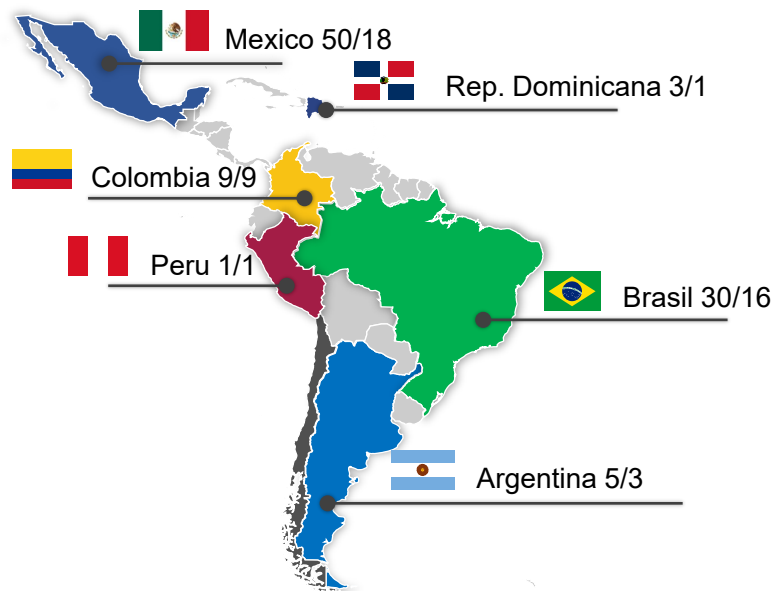 Mexico 50/18
Rep. Dominicana 3/1
Colombia 9/9
Peru 1/1
Brasil 30/16
Argentina 5/3